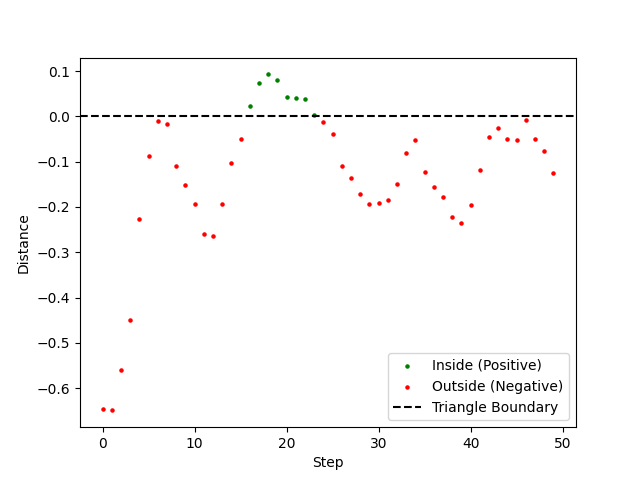 0.1
0.0
−0.1
−0.2
−0.3
−0.4
−0.5
−0.6
Distance
0 10 20 30 40 50
Step
Inside (Positive)
Outside (Negative)
Triangle Boundary